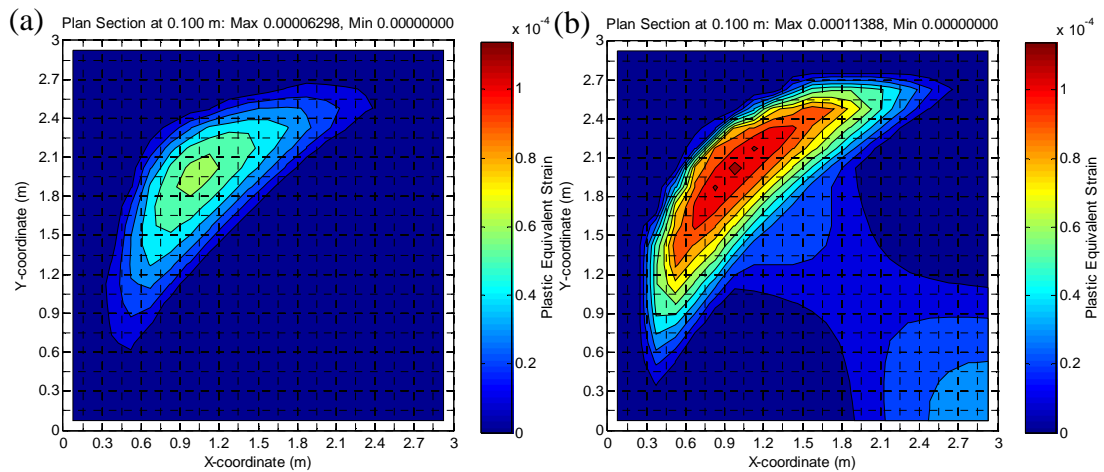 (a) Plan Section at 0.100 m: Max 0.00006298, Min 0.00000000
3
2.7
2.4
2.1
1.8
1.5
1.2
0.9
0.6
0.3
0
Y-coordinate (m)
0 0.3 0.6 0.9 1.2 1.5 1.8 2.1 2.4 2.7 3
X-coordinate (m)
x 10-4
1
0.8
0.6
0.4
0.2
0
Plastic Equivalent Strain
(b) Plan Section at 0.100 m: Max 0.00011388, Min 0.00000000
3
2.7
2.4
2.1
1.8
1.5
1.2
0.9
0.6
0.3
0
Y-coordinate (m)
0 0.3 0.6 0.9 1.2 1.5 1.8 2.1 2.4 2.7 3
X-coordinate (m)
x 10-4
1
0.8
0.6
0.4
0.2
0
Plastic Equivalent Strain